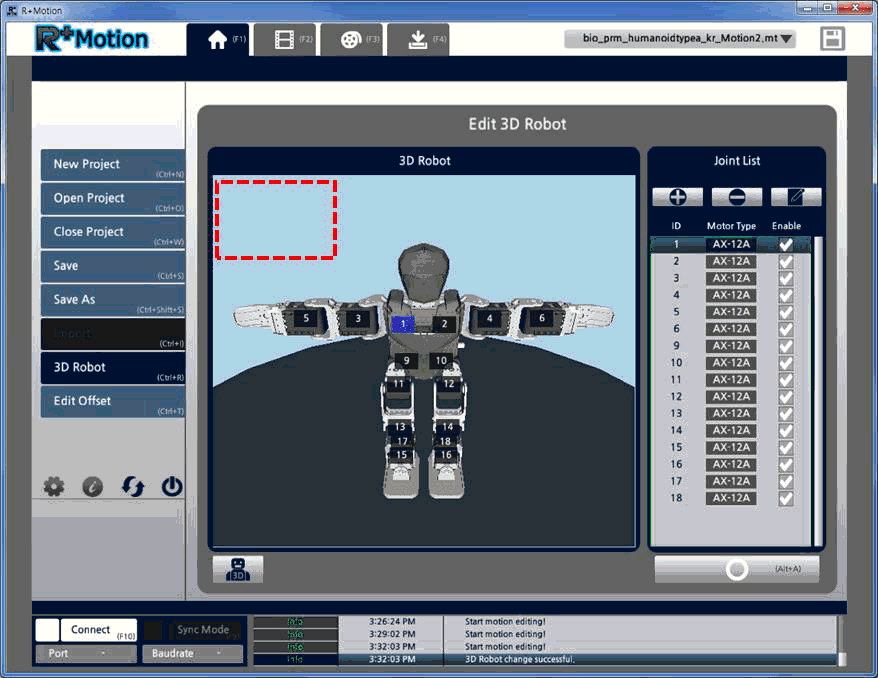 R+Motion
R+Motion
(F1)
(F2)
(F3)
(F4)
bio_prm_humanoidtypea_kr_Motion2.mt
Edit 3D Robot
New Project
(Ctrl+N)
Open Project
(Ctrl+O)
Close Project
(Ctrl+W)
Save
(Ctrl+S)
Save As
(Ctrl+Shift+S)
Import
(Ctrl+I)
3D Robot
(Ctrl+R)
Edit Offset
(Ctrl+T)
3D Robot
5 3 1 2 4 6
9 10
11 12
13 14
17 18
15 16
3D
Joint List
ID Motor Type Enable
1 AX-12A
2 AX-12A
3 AX-12A
4 AX-12A
5 AX-12A
6 AX-12A
9 AX-12A
10 AX-12A
11 AX-12A
12 AX-12A
13 AX-12A
14 AX-12A
15 AX-12A
16 AX-12A
17 AX-12A
18 AX-12A
(Alt+A)
Connect (F10)
Sync Mode
Port -
Baudrate -
Info 3:26:24 PM Start motion editing!
Info 3:29:02 PM Start motion editing!
Info 3:32:03 PM Start motion editing!
Info 3:32:03 PM 3D Robot change successful.